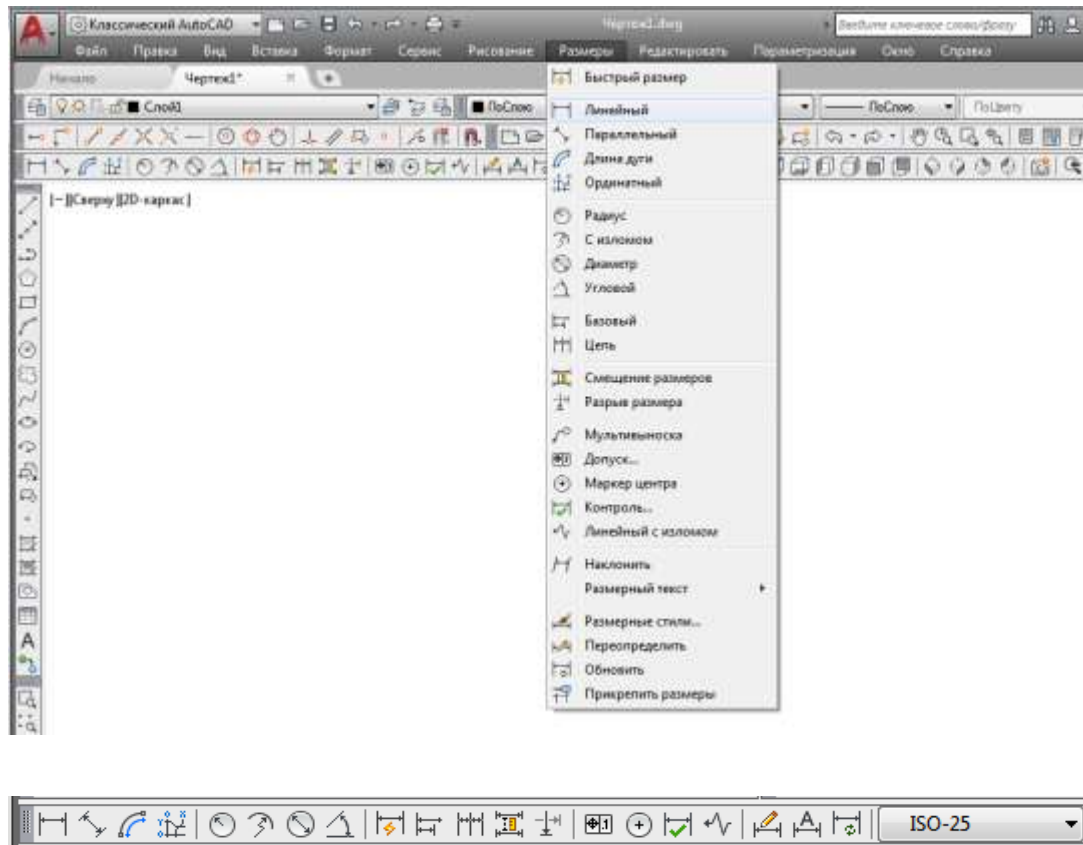 Классический AutoCAD
Чертеж1.dwg
Введите ключевое слово/фразу
Файл Правка Вид Вставка Формат Сервис Рисование Размеры Редактировать Параметризация Окно Справка
Начало
Чертеж1*
Слой1
ПоСлою
ПоСлою
ПоЦвету
[−][Сверху][2D-каркас]
Быстрый размер
Линейный
Параллельный
Длина дуги
Ординатный
Радиус
С изломом
Диаметр
Угловой
Базовый
Цепь
Смещение размеров
Разрыв размера
Мультивыноска
Допуск...
Маркер центра
Контроль...
Линейный с изломом
Наклонить
Размерный текст
Размерные стили...
Переопределить
Обновить
Прикрепить размеры
ISO-25